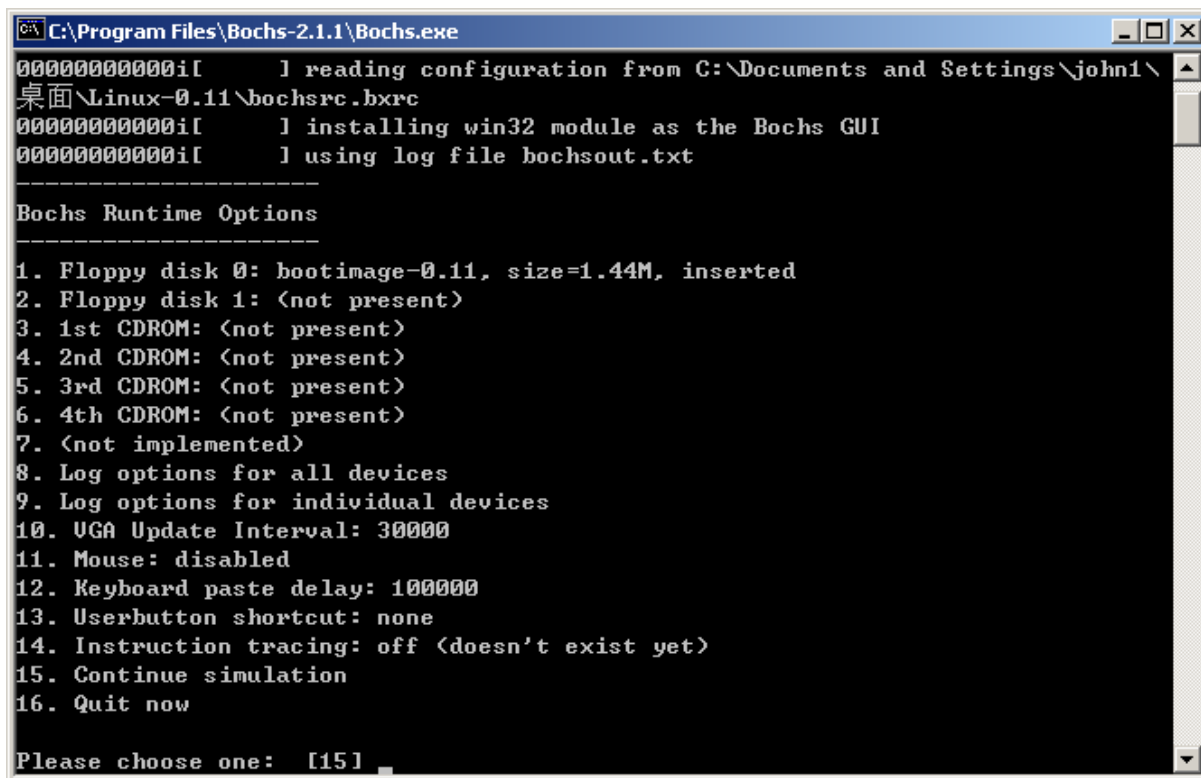 C:\Program Files\Bochs-2.1.1\Bochs.exe
00000000000i[      ] reading configuration from C:\Documents and Settings\john1\
桌面\Linux-0.11\bochsrc.bxrc
00000000000i[      ] installing win32 module as the Bochs GUI
00000000000i[      ] using log file bochsout.txt
---------------------
Bochs Runtime Options
---------------------
1. Floppy disk 0: bootimage-0.11, size=1.44M, inserted
2. Floppy disk 1: (not present)
3. 1st CDROM: (not present)
4. 2nd CDROM: (not present)
5. 3rd CDROM: (not present)
6. 4th CDROM: (not present)
7. (not implemented)
8. Log options for all devices
9. Log options for individual devices
10. VGA Update Interval: 30000
11. Mouse: disabled
12. Keyboard paste delay: 100000
13. Userbutton shortcut: none
14. Instruction tracing: off (doesn't exist yet)
15. Continue simulation
16. Quit now
Please choose one:  [15]